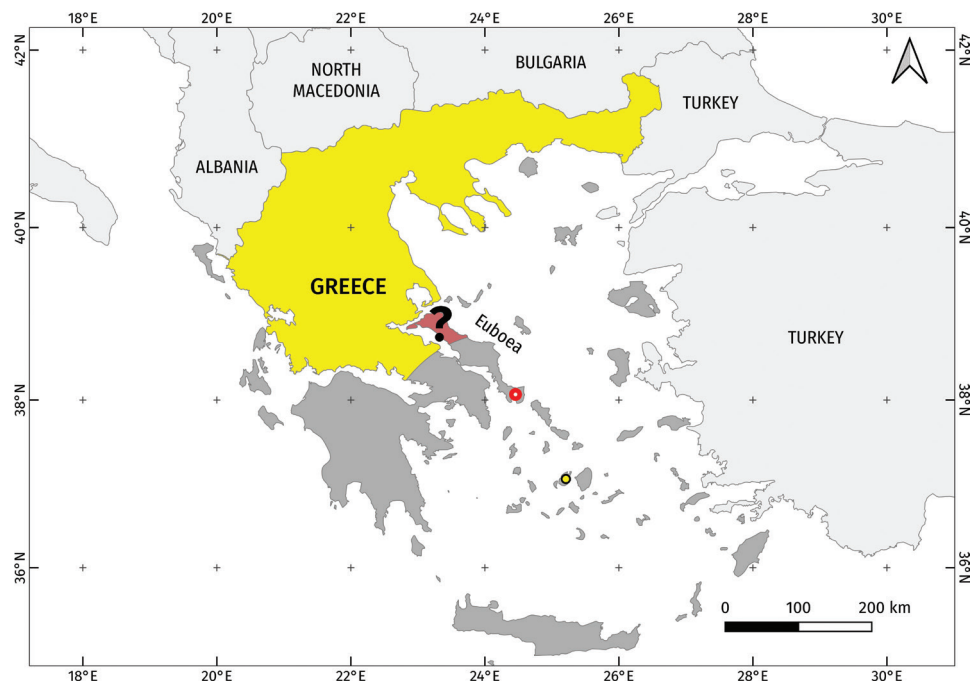 18°E 20°E 22°E 24°E 26°E 28°E 30°E
42°N 42°N
NORTH
MACEDONIA
BULGARIA
TURKEY
ALBANIA
40°N 40°N
GREECE
?
Euboea
TURKEY
38°N 38°N
36°N 36°N
0 100 200 km
18°E 20°E 22°E 24°E 26°E 28°E 30°E